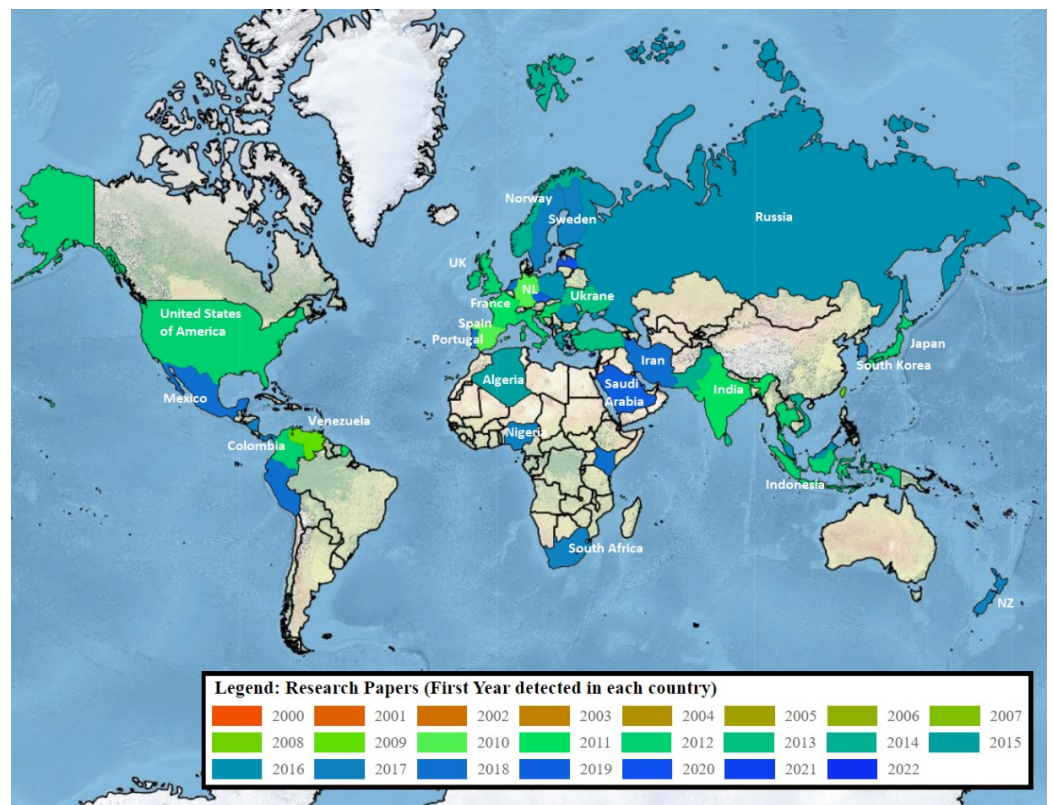 Norway
Sweden
Russia
UK
NL
Ukrane
France
United States
of America
Spain
Portugal
Japan
South Korea
Iran
Algeria
Saudi
Arabia
India
Mexico
Venezuela
Colombia
Nigeria
Indonesia
South Africa
NZ
Legend: Research Papers (First Year detected in each country)
2000 2001 2002 2003 2004 2005 2006 2007
2008 2009 2010 2011 2012 2013 2014 2015
2016 2017 2018 2019 2020 2021 2022